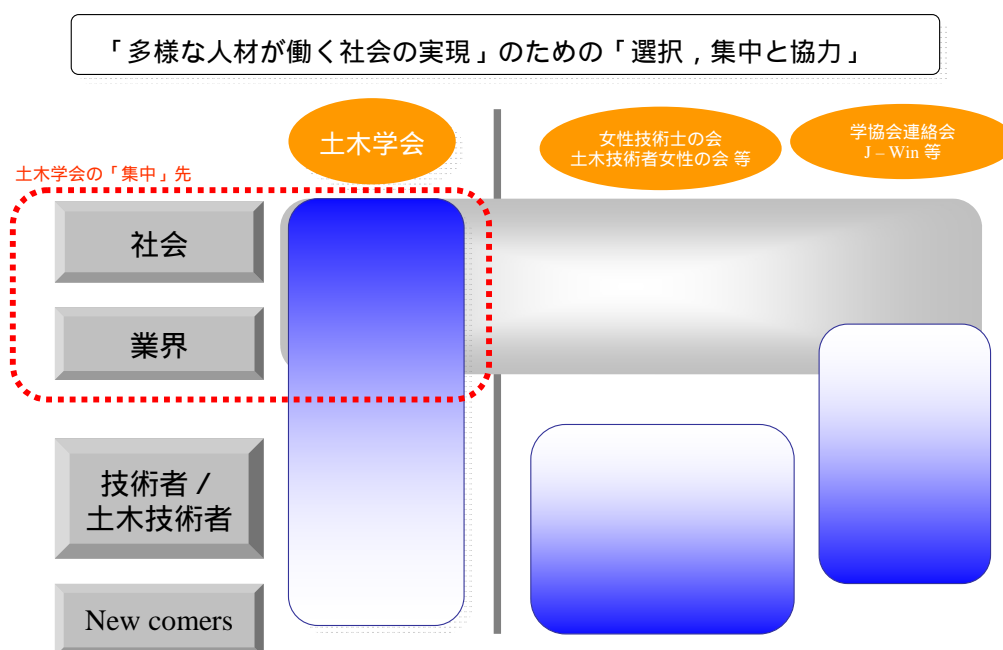 「多様な人材が働く社会の実現」のための「選択,集中と協力」
土木学会
女性技術士の会
土木技術者女性の会 等
学協会連絡会
J – Win 等
土木学会の「集中」先
社会
業界
技術者 /
土木技術者
New comers